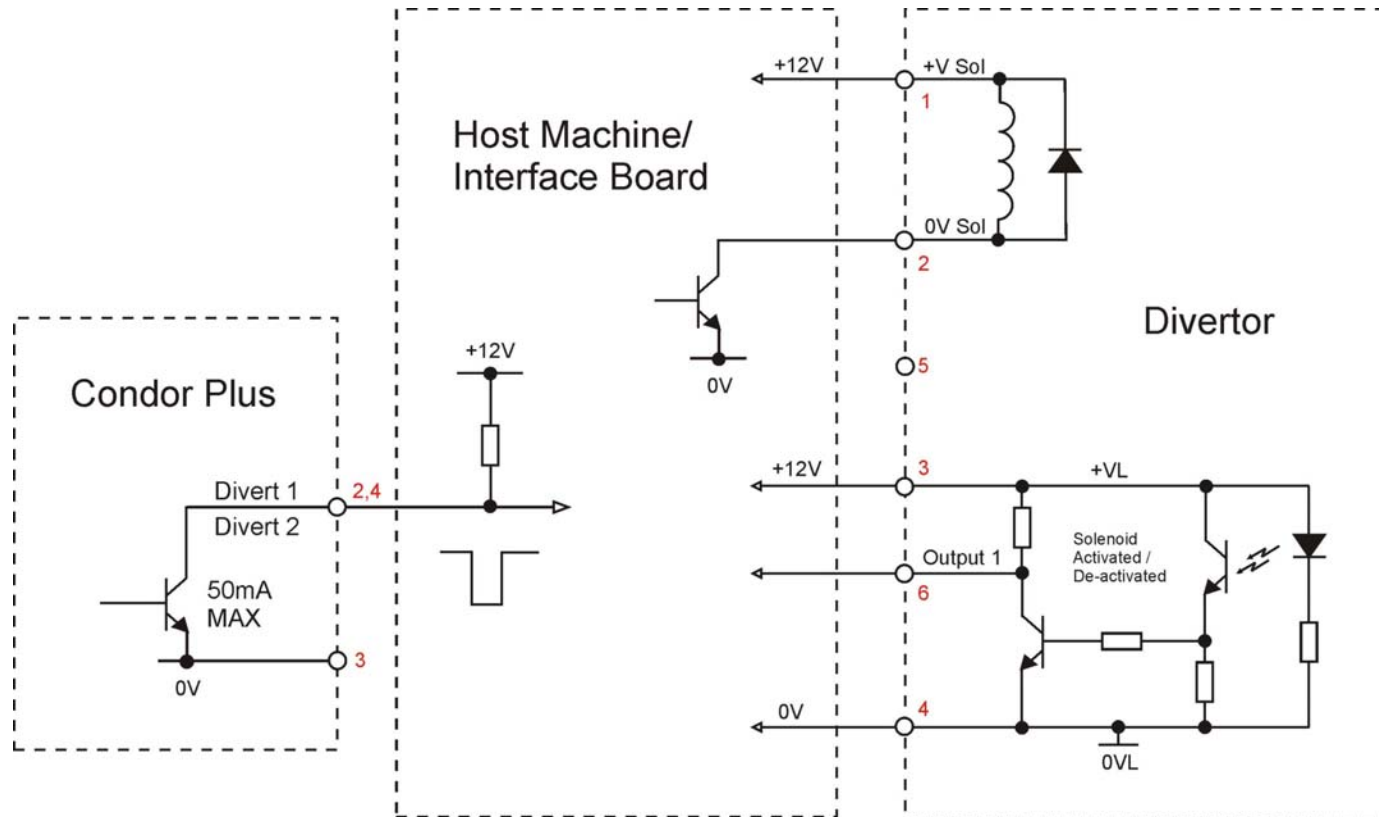 +12V
+V Sol
1
Host Machine/
Interface Board
0V Sol
2
Divertor
+12V
0V
5
Condor Plus
+12V
3
+VL
Divert 1
2,4
Divert 2
Solenoid
Activated /
De-activated
Output 1
6
50mA
MAX
3
0V
0V
4
0VL